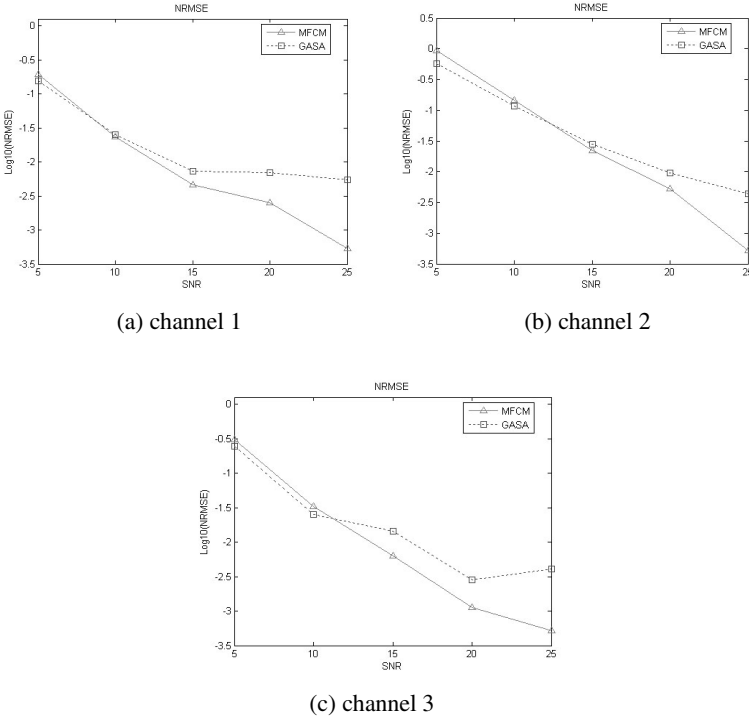 NRMSE
MFCM
GASA
Log10(NRMSE)
0
-0.5
-1
-1.5
-2
-2.5
-3
-3.5
5
10
15
20
25
SNR
(a) channel 1
NRMSE
MFCM
GASA
Log10(NRMSE)
0.5
0
-0.5
-1
-1.5
-2
-2.5
-3
-3.5
5
10
15
20
25
SNR
(b) channel 2
NRMSE
MFCM
GASA
Log10(NRMSE)
0
-0.5
-1
-1.5
-2
-2.5
-3
-3.5
5
10
15
20
25
SNR
(c) channel 3